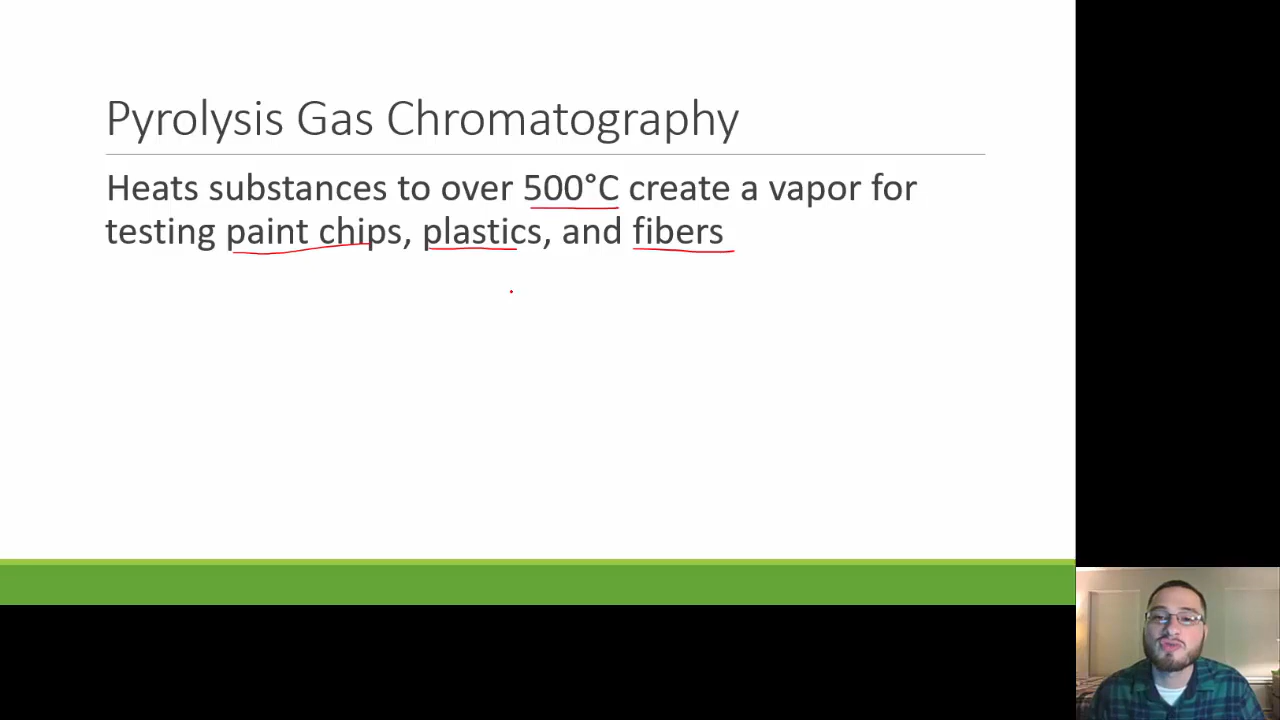 Pyrolysis Gas Chromatography
Heats substances to over 500°C create a vapor for
testing paint chips, plastics, and fibers